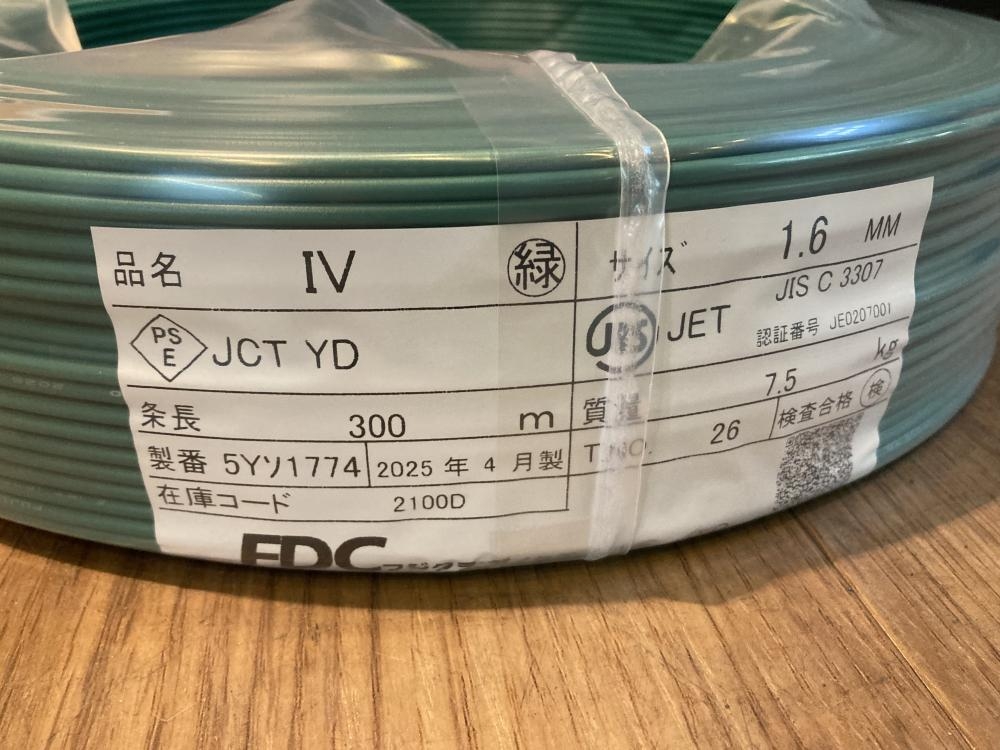 品名 IV 緑 サイズ 1.6 MM
PS E JCT YD JIS JET JIS C 3307
認証番号 JE0207001
条長 300 m 質量 7.5 kg
製番 5Yソ1774 2025 年 4 月製 26 検査合格 検
在庫コード 2100D
FDC